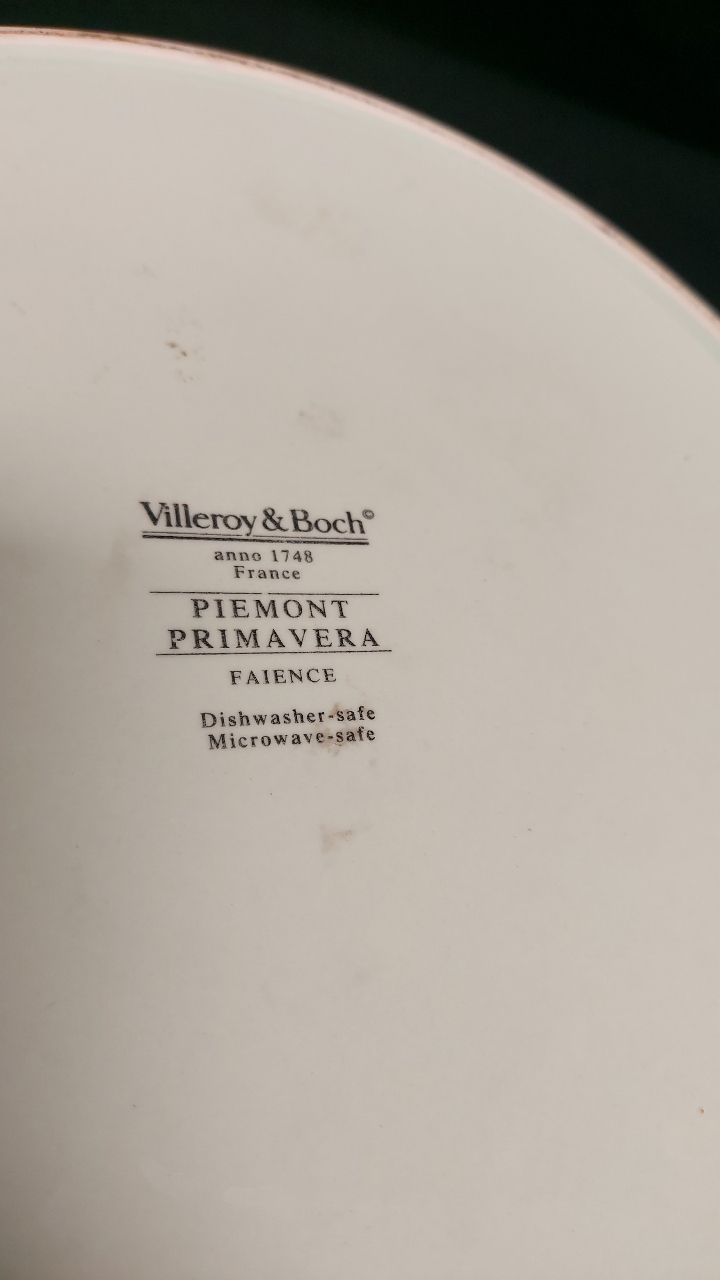 Villeroy & Boch©
anno 1748
France
PIEMONT
PRIMAVERA
FAIENCE
Dishwasher-safe
Microwave-safe